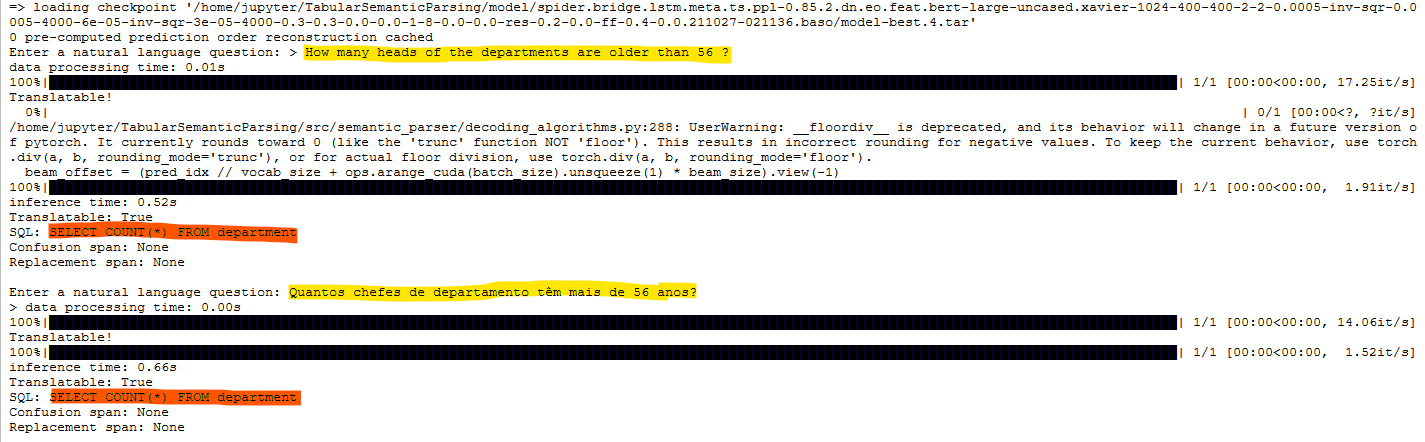 => loading checkpoint '/home/jupyter/TabularSemanticParsing/model/spider.bridge.lstm.meta.ts.ppl-0.85.2.dn.eo.feat.bert-large-uncased.xavier-1024-400-400-2-2-0.0005-inv-sqr-0.0
005-4000-6e-05-inv-sqr-3e-05-4000-0.3-0.3-0.0-0.0-1-8-0.0-0.0-res-0.2-0.0-ff-0.4-0.0.211027-021136.baso/model-best.4.tar'
0 pre-computed prediction order reconstruction cached
Enter a natural language question: > How many heads of the departments are older than 56 ?
data processing time: 0.01s
100%| | 1/1 [00:00<00:00, 17.25it/s]
Translatable!
0%| | 0/1 [00:00<?, ?it/s]
/home/jupyter/TabularSemanticParsing/src/semantic_parser/decoding_algorithms.py:288: UserWarning: __floordiv__ is deprecated, and its behavior will change in a future version o
f pytorch. It currently rounds toward 0 (like the 'trunc' function NOT 'floor'). This results in incorrect rounding for negative values. To keep the current behavior, use torch
.div(a, b, rounding_mode='trunc'), or for actual floor division, use torch.div(a, b, rounding_mode='floor').
beam_offset = (pred_idx // vocab_size + ops.arange_cuda(batch_size).unsqueeze(1) * beam_size).view(-1)
100%| | 1/1 [00:00<00:00, 1.91it/s]
inference time: 0.52s
Translatable: True
SQL: SELECT COUNT(*) FROM department
Confusion span: None
Replacement span: None
Enter a natural language question: Quantos chefes de departamento têm mais de 56 anos?
> data processing time: 0.00s
100%| | 1/1 [00:00<00:00, 14.06it/s]
Translatable!
100%| | 1/1 [00:00<00:00, 1.52it/s]
inference time: 0.66s
Translatable: True
SQL: SELECT COUNT(*) FROM department
Confusion span: None
Replacement span: None